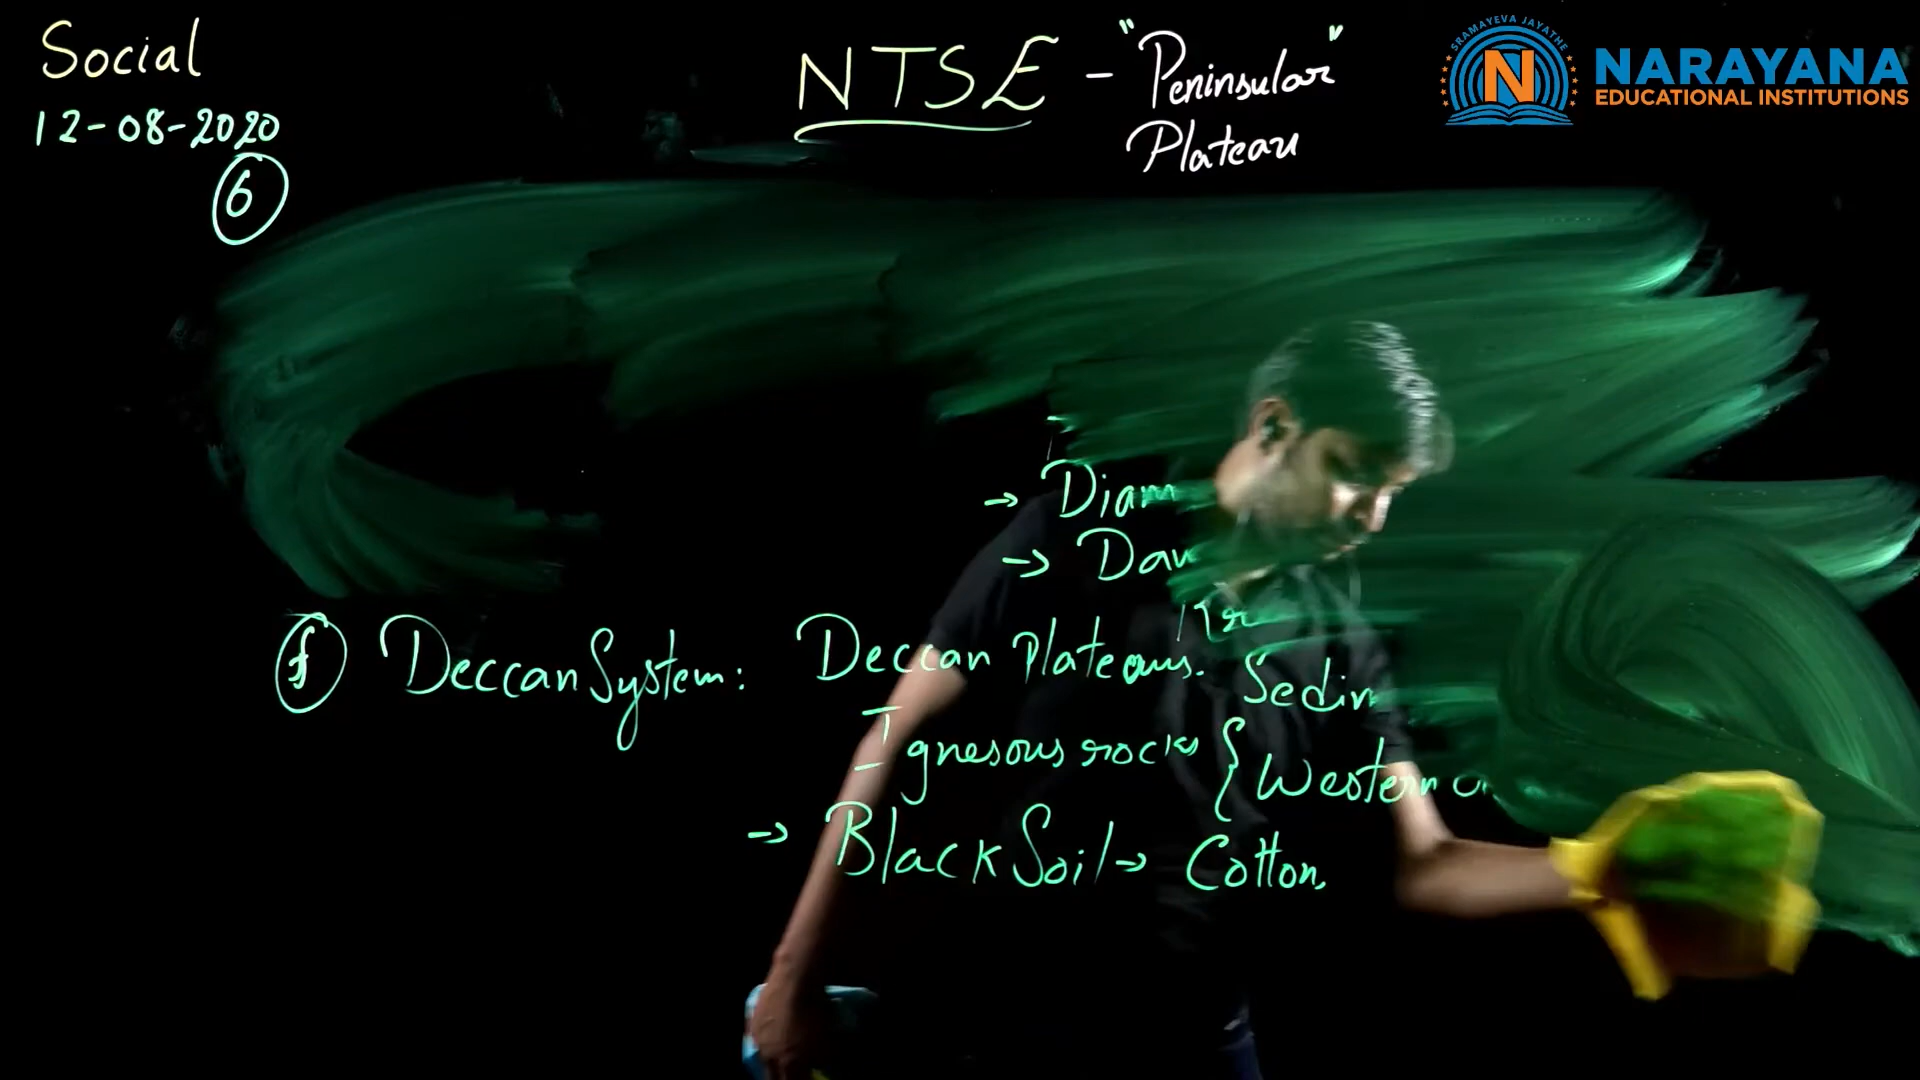 Social
12-08-2020
6
NTSE - "Peninsular"
Plateau
SRAMAYEVA JAYATHE
N
NARAYANA
EDUCATIONAL INSTITUTIONS
→ Diam
→ Dav
f Deccan System: Deccan Plateaus. Sedim
Ignesous rocks { Western
→ Black Soil → Cotton,